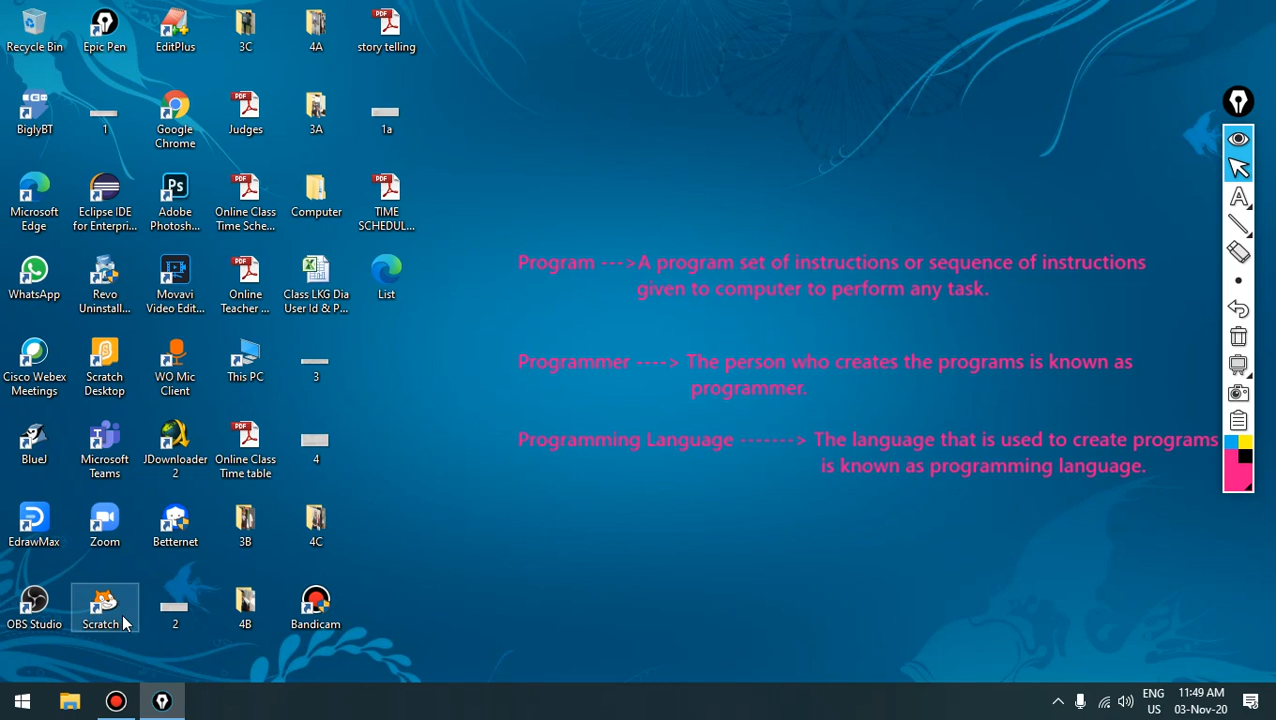 Recycle Bin
Epic Pen
EditPlus
3C
4A
story telling
BiglyBT
1
Google
Chrome
Judges
3A
1a
Microsoft
Edge
Eclipse IDE
for Enterpri...
Adobe
Photosh...
Online Class
Time Sche...
Computer
TIME
SCHEDUL...
WhatsApp
Revo
Uninstall...
Movavi
Video Edit...
Online
Teacher ...
Class LKG Dia
User Id & P...
List
Cisco Webex
Meetings
Scratch
Desktop
WO Mic
Client
This PC
3
BlueJ
Microsoft
Teams
JDownloader
2
Online Class
Time table
4
EdrawMax
Zoom
Betternet
3B
4C
OBS Studio
Scratch
2
4B
Bandicam
Program --->A program set of instructions or sequence of instructions
given to computer to perform any task.
Programmer ----> The person who creates the programs is known as
programmer.
Programming Language -------> The language that is used to create programs
is known as programming language.
ENG
US
11:49 AM
03-Nov-20